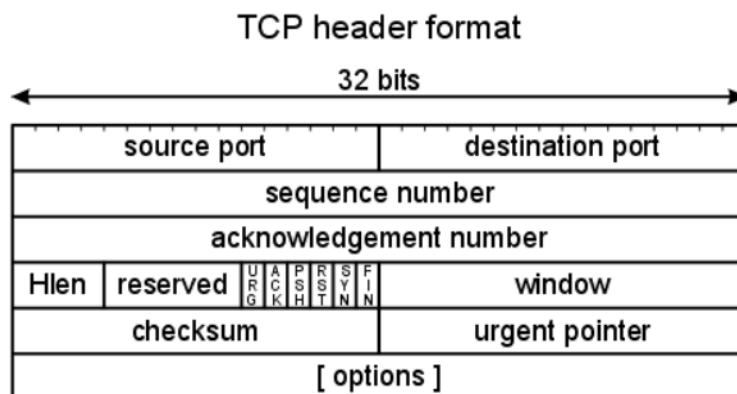 TCP header format
32 bits
source port destination port
sequence number
acknowledgement number
Hlen reserved URG ACK PSH RST SYN FIN window
checksum urgent pointer
[ options ]